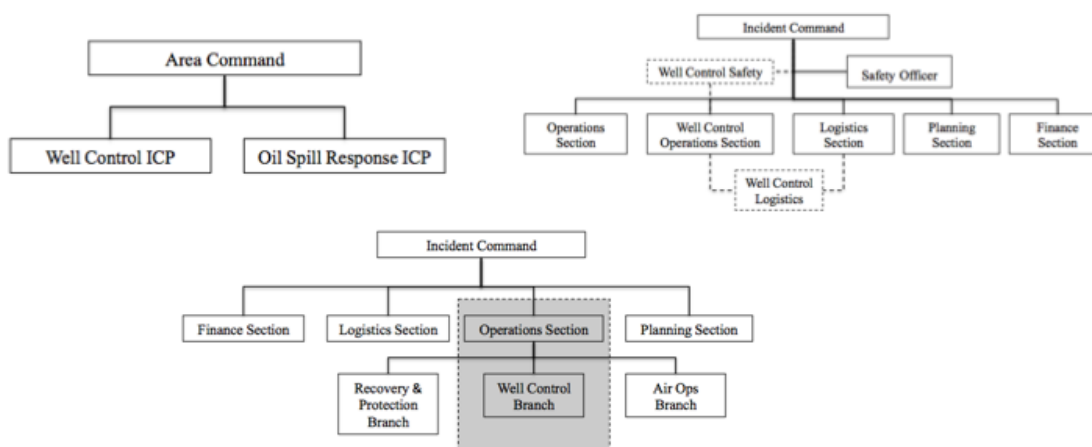 Area Command
Well Control ICP
Oil Spill Response ICP
Incident Command
Well Control Safety
Safety Officer
Operations
Section
Well Control
Operations Section
Logistics
Section
Planning
Section
Finance
Section
Well Control
Logistics
Incident Command
Finance Section
Logistics Section
Operations Section
Planning Section
Recovery &
Protection
Branch
Well Control
Branch
Air Ops
Branch